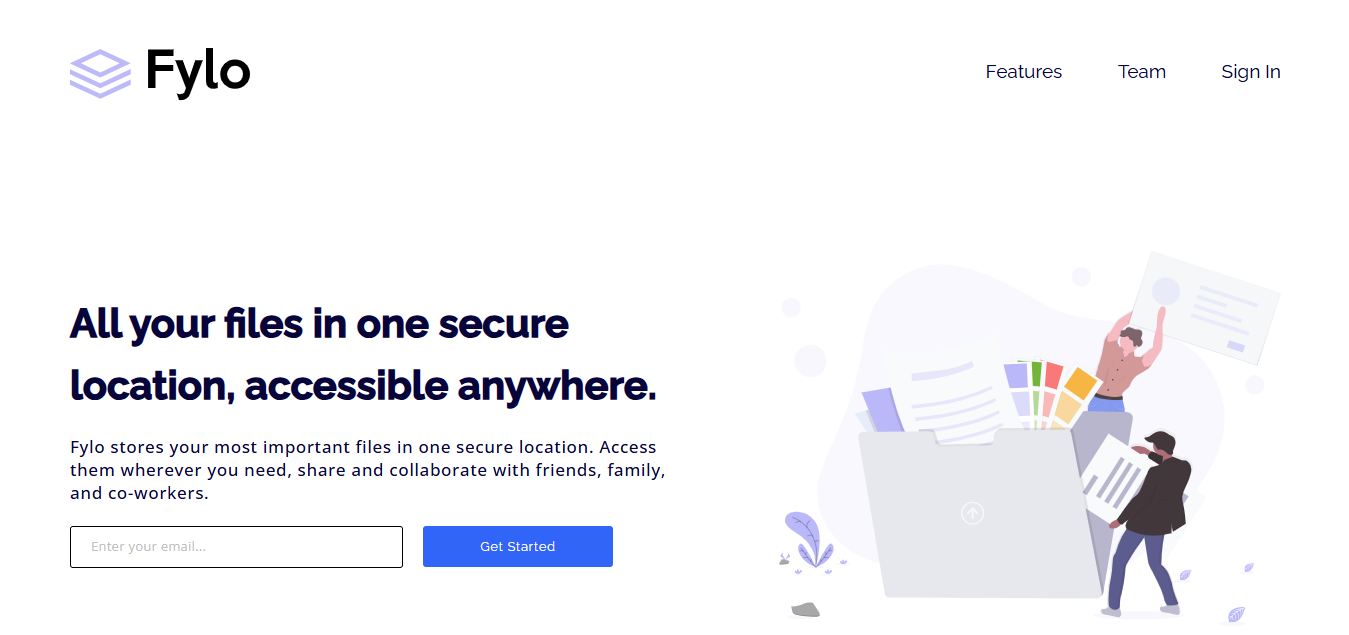 Fylo
Features
Team
Sign In
All your files in one secure
location, accessible anywhere.
Fylo stores your most important files in one secure location. Access
them wherever you need, share and collaborate with friends, family,
and co-workers.
Enter your email...
Get Started